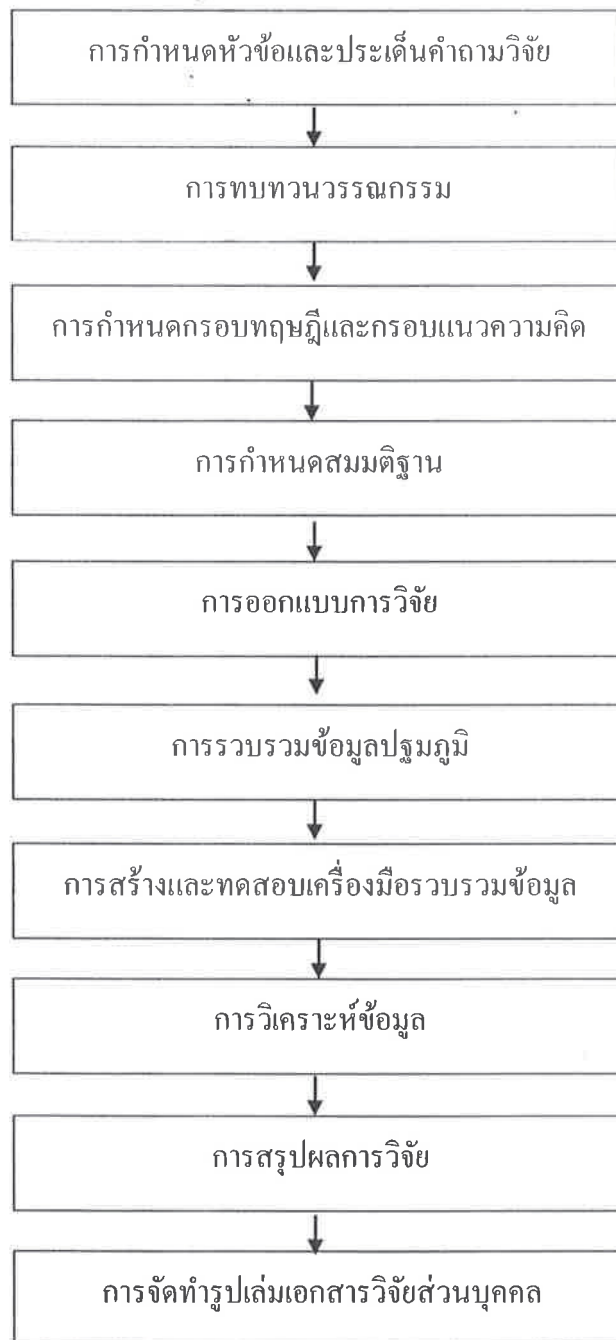 การกำหนดหัวข้อและประเด็นคำถามวิจัย
การทบทวนวรรณกรรม
การกำหนดกรอบทฤษฎีและกรอบแนวความคิด
การกำหนดสมมติฐาน
การออกแบบการวิจัย
การรวบรวมข้อมูลปฐมภูมิ
การสร้างและทดสอบเครื่องมือรวบรวมข้อมูล
การวิเคราะห์ข้อมูล
การสรุปผลการวิจัย
การจัดทำรูปเล่มเอกสารวิจัยส่วนบุคคล